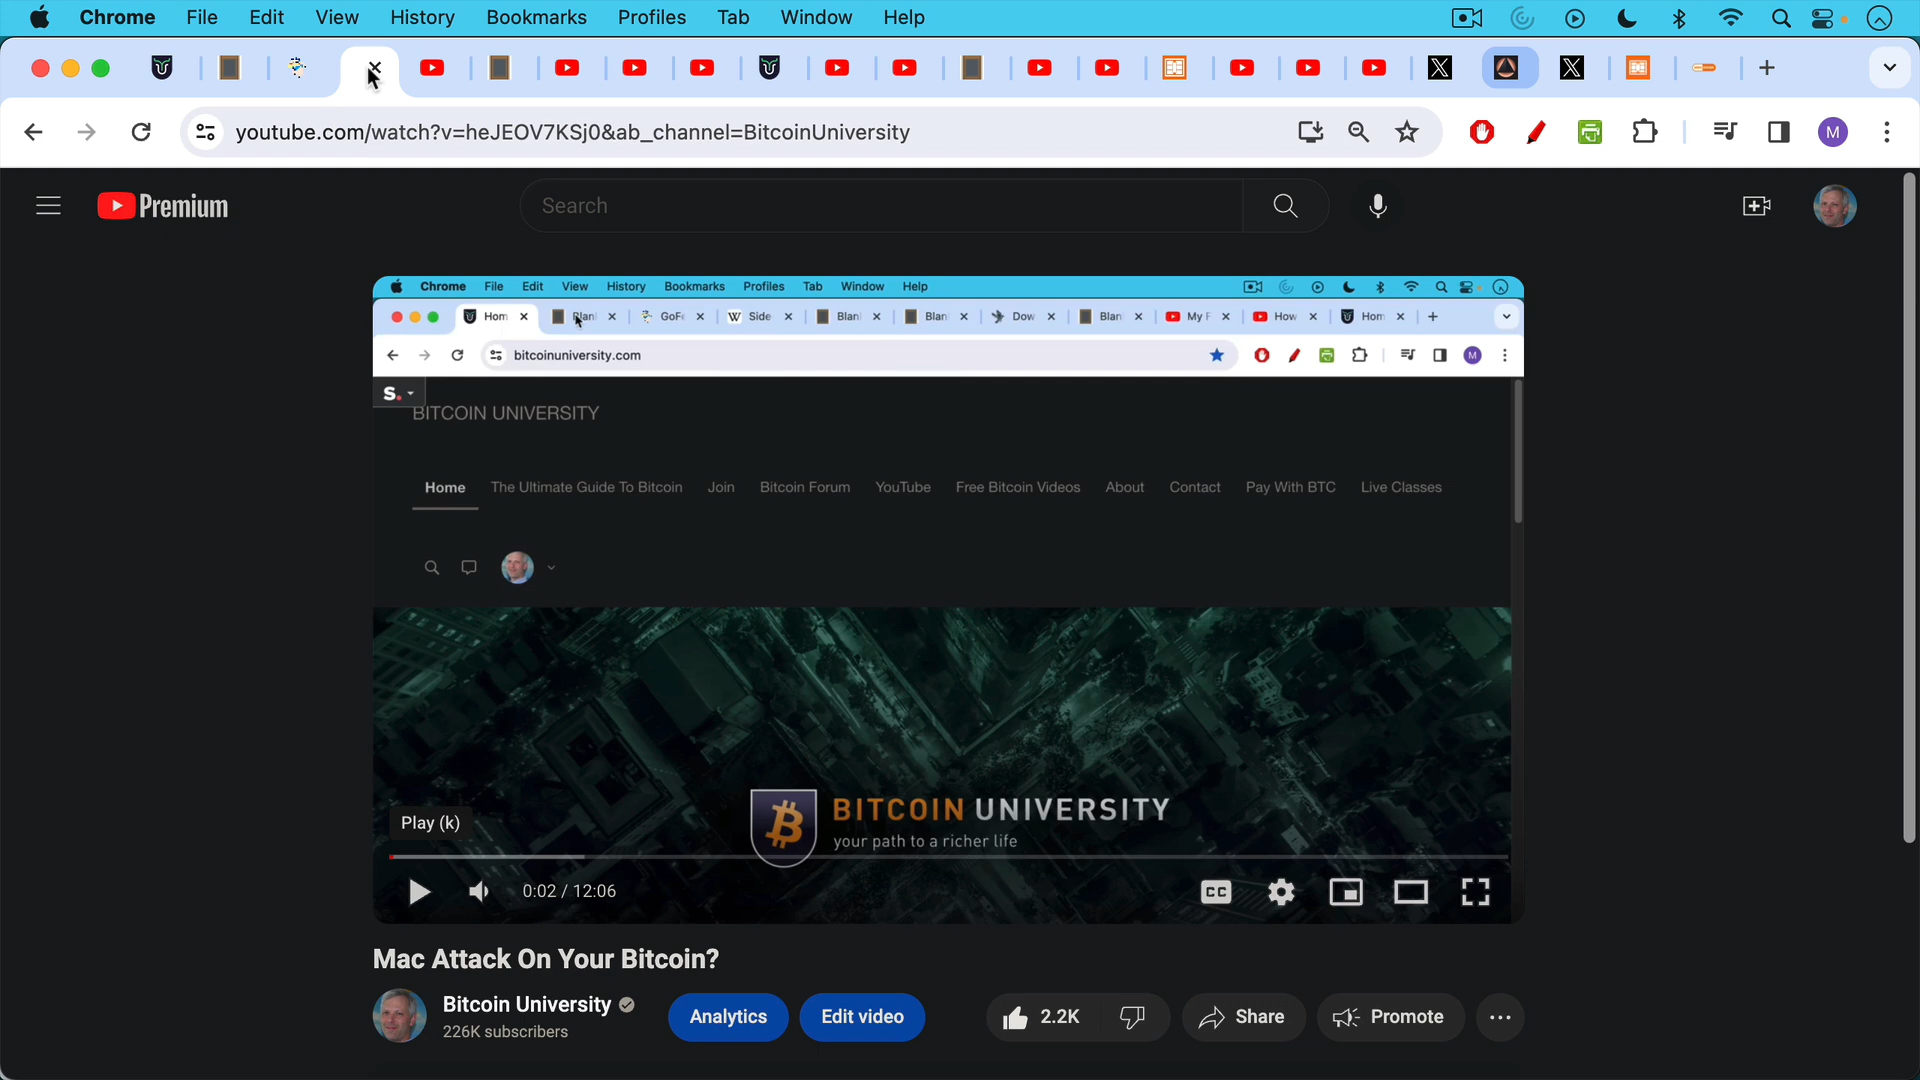 Chrome File Edit View History Bookmarks Profiles Tab Window Help
youtube.com/watch?v=heJEOV7KSj0&ab_channel=BitcoinUniversity
M
Premium
Search
Chrome File Edit View History Bookmarks Profiles Tab Window Help
Hom Blan GoFe W Side Blan Blan Dow Blan My F How Hom
bitcoinuniversity.com
M
S.
BITCOIN UNIVERSITY
Home The Ultimate Guide To Bitcoin Join Bitcoin Forum YouTube Free Bitcoin Videos About Contact Pay With BTC Live Classes
BITCOIN UNIVERSITY
your path to a richer life
Play (k)
0:02 / 12:06
CC
Mac Attack On Your Bitcoin?
Bitcoin University
226K subscribers
Analytics
Edit video
2.2K
Share
Promote